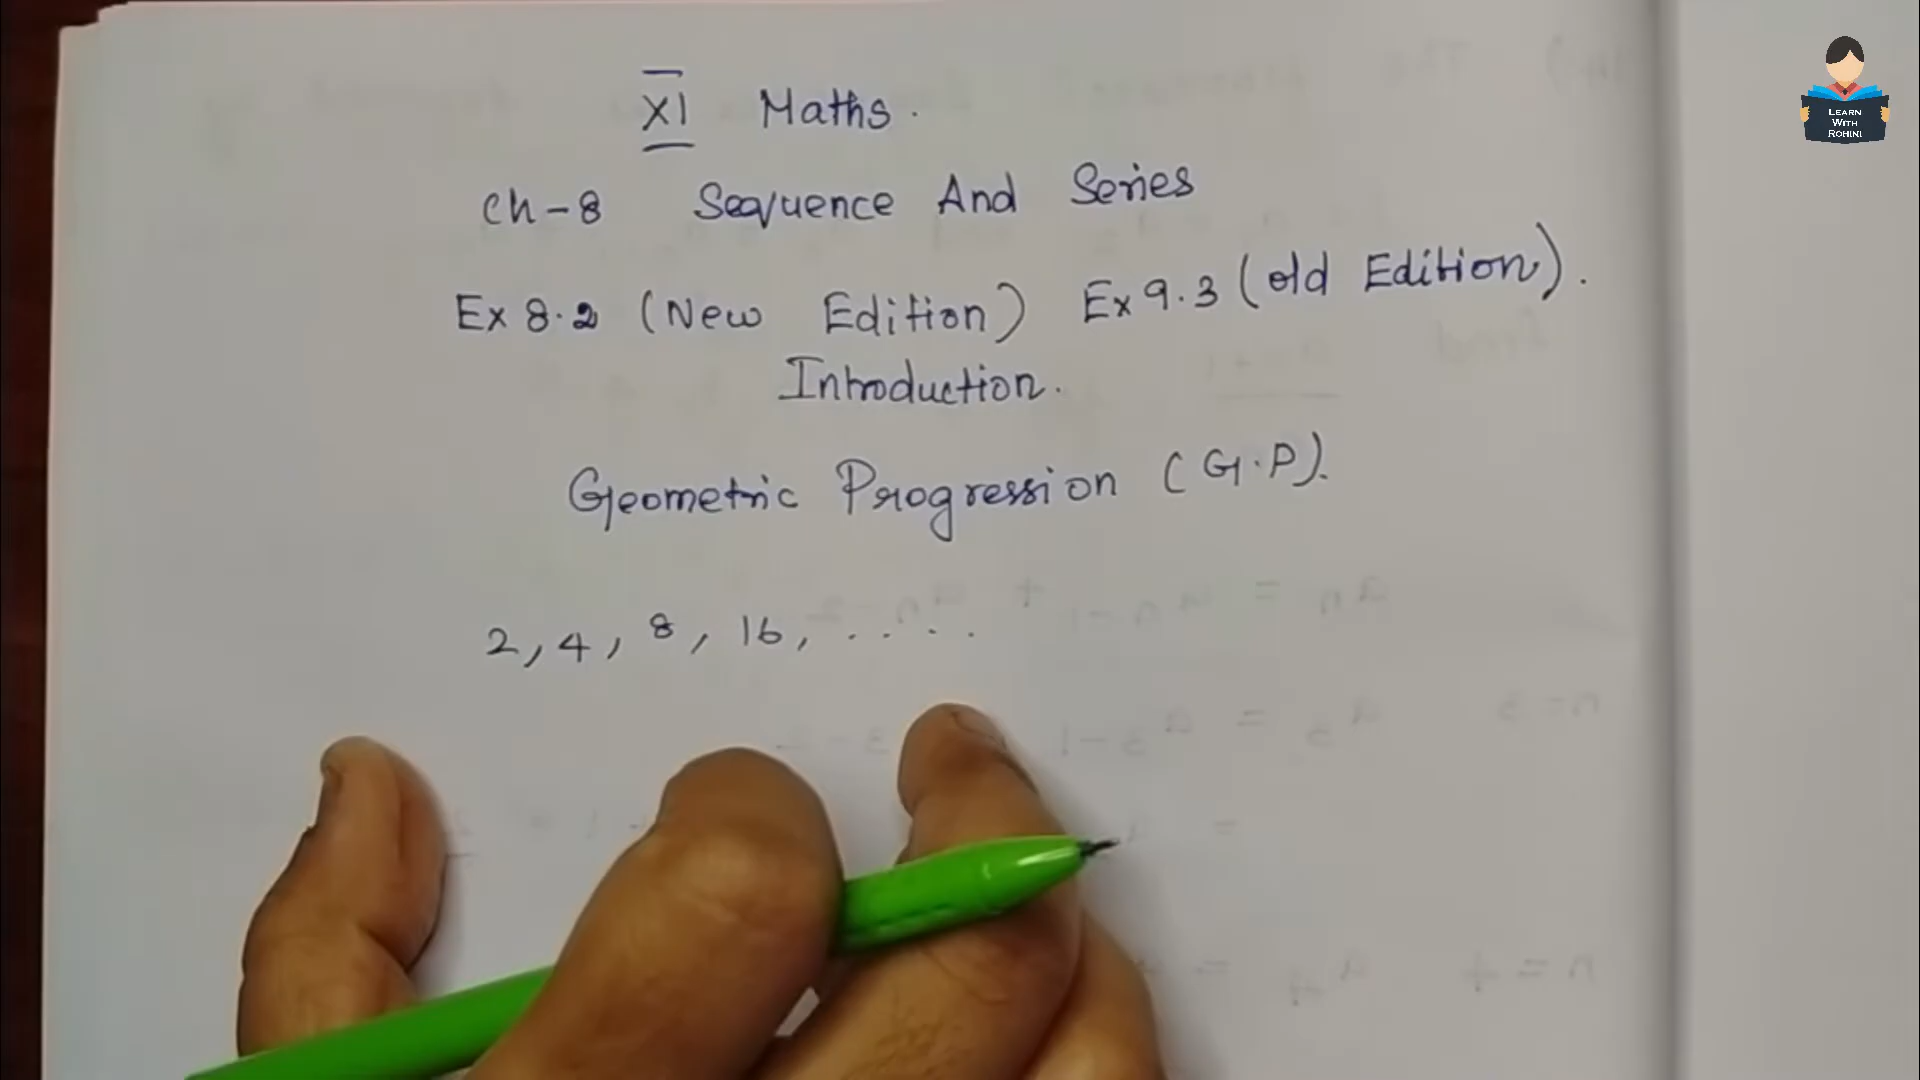 XI Maths.
Ch-8 Sequence And Series
Ex 8.2 (New Edition) Ex 9.3 (old Edition).
Introduction.
Geometric Progression (G.P).
2, 4, 8, 16, ....
LEARN
WITH
ROHINI